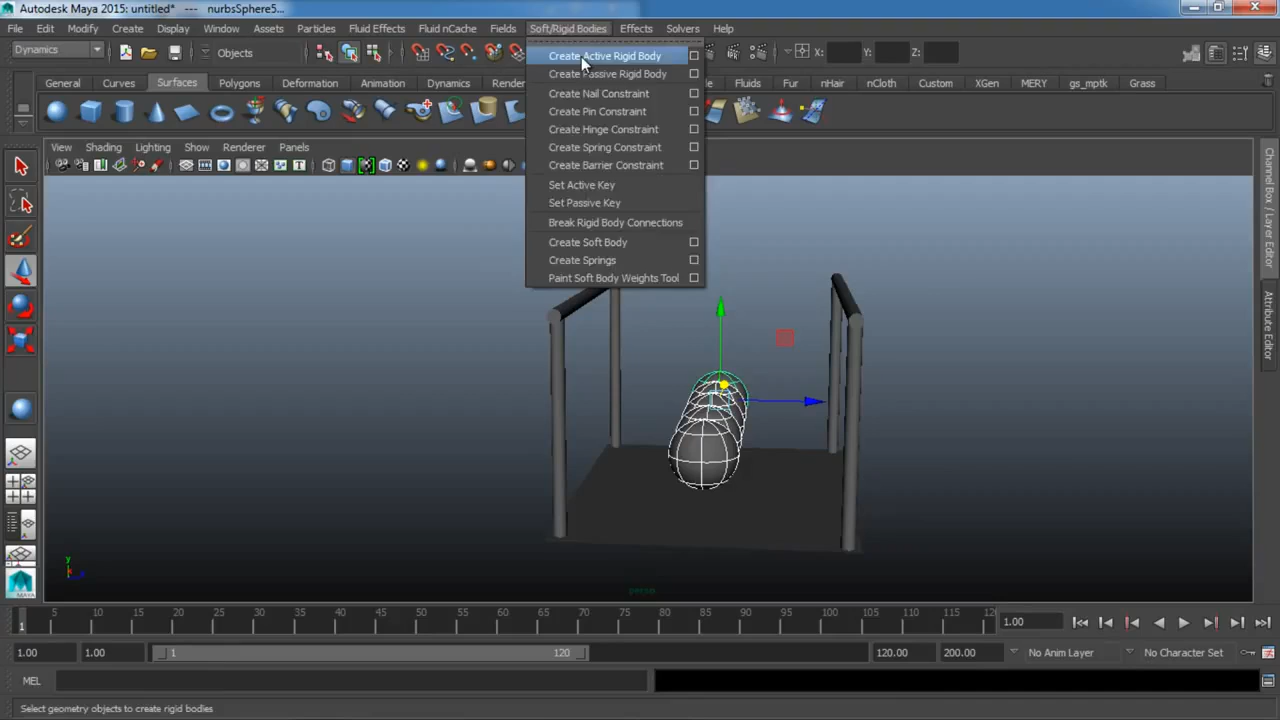 Autodesk Maya 2015: untitled* --- nurbsSphere5...
File Edit Modify Create Display Window Assets Particles Fluid Effects Fluid nCache Fields Soft/Rigid Bodies Effects Solvers Help
Dynamics Objects X: Y: Z:
Create Active Rigid Body
Create Passive Rigid Body
Create Nail Constraint
Create Pin Constraint
Create Hinge Constraint
Create Spring Constraint
Create Barrier Constraint
Set Active Key
Set Passive Key
Break Rigid Body Connections
Create Soft Body
Create Springs
Paint Soft Body Weights Tool
General Curves Surfaces Polygons Deformation Animation Dynamics Fluids Fur nHair nCloth Custom XGen MERY gs_mptk Grass
View Shading Lighting Show Renderer Panels
Channel Box / Layer Editor
Attribute Editor
y
persp
1 5 10 15 20 25 30 35 40 45 50 55 60 65 70 75 80 85 90 95 100 105 110 115 1.00
1.00 1.00 1 120 120.00 200.00 No Anim Layer No Character Set
MEL
Select geometry objects to create rigid bodies